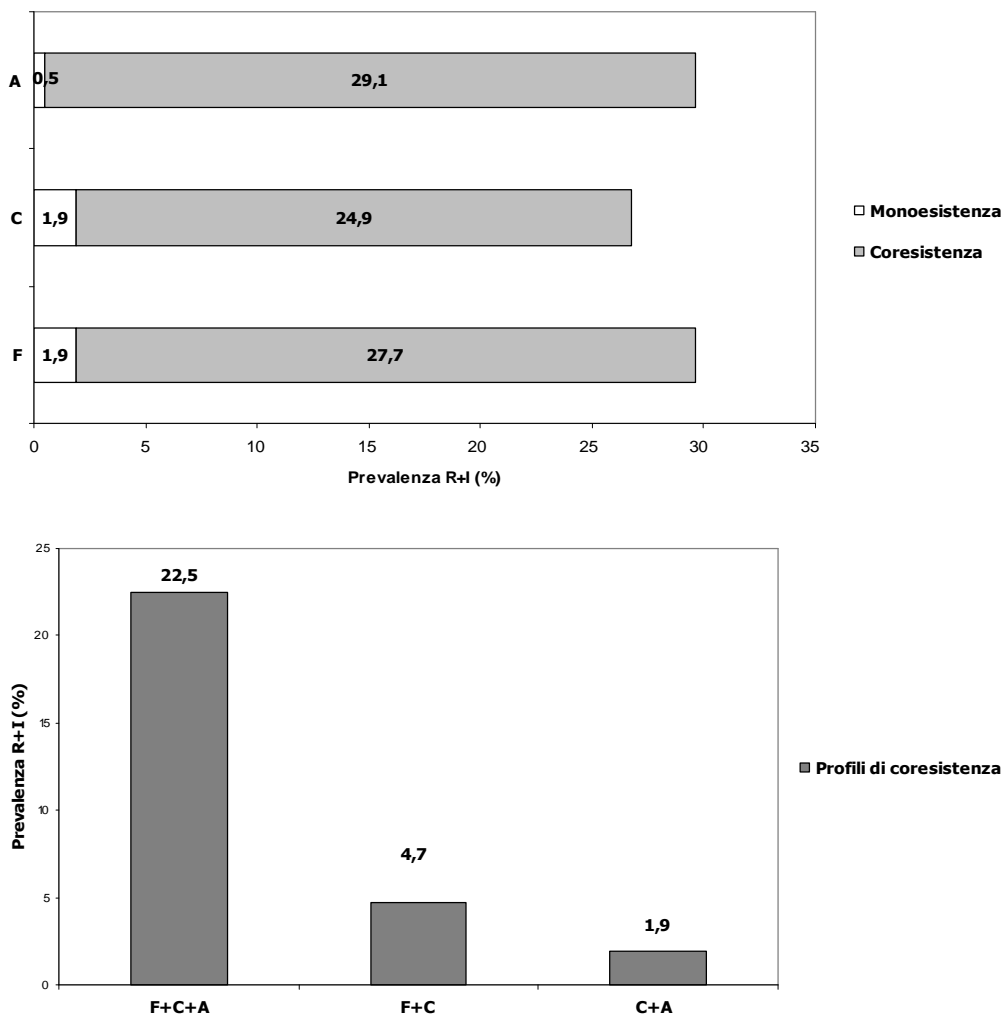 A
0,5
29,1
C
1,9
24,9
F
1,9
27,7
0 5 10 15 20 25 30 35
Prevalenza R+I (%)
Monoesistenza
Coresistenza
25
20
15
10
5
0
Prevalenza R+I (%)
22,5
4,7
1,9
F+C+A F+C C+A
Profili di coresistenza